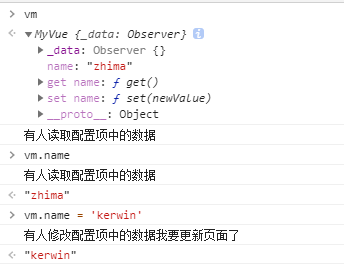 vm
MyVue {_data: Observer} i
_data: Observer {}
name: "zhima"
get name: ƒ get()
set name: ƒ set(newValue)
__proto__: Object
有人读取配置项中的数据
vm.name
有人读取配置项中的数据
"zhima"
vm.name = 'kerwin'
有人修改配置项中的数据我要更新页面了
"kerwin"